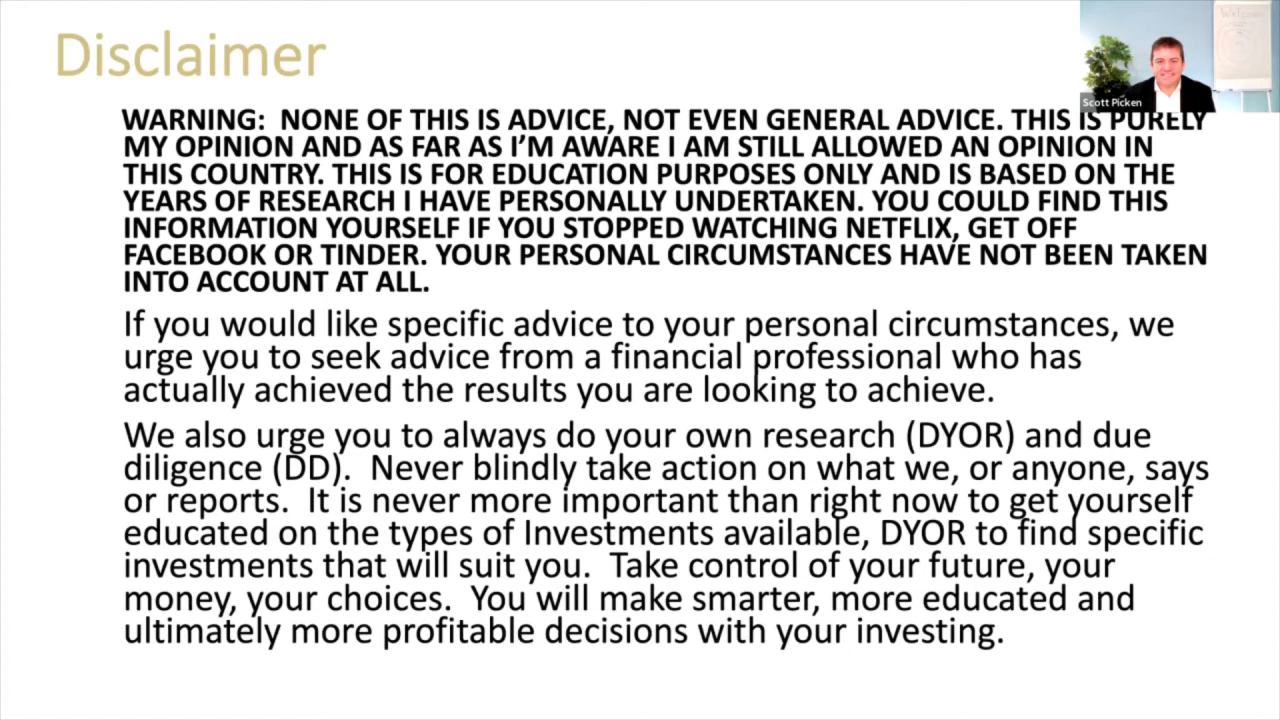 Disclaimer
Welcome
Scott Picken
WARNING: NONE OF THIS IS ADVICE, NOT EVEN GENERAL ADVICE. THIS IS PURELY
MY OPINION AND AS FAR AS I'M AWARE I AM STILL ALLOWED AN OPINION IN
THIS COUNTRY. THIS IS FOR EDUCATION PURPOSES ONLY AND IS BASED ON THE
YEARS OF RESEARCH I HAVE PERSONALLY UNDERTAKEN. YOU COULD FIND THIS
INFORMATION YOURSELF IF YOU STOPPED WATCHING NETFLIX, GET OFF
FACEBOOK OR TINDER. YOUR PERSONAL CIRCUMSTANCES HAVE NOT BEEN TAKEN
INTO ACCOUNT AT ALL.
If you would like specific advice to your personal circumstances, we
urge you to seek advice from a financial professional who has
actually achieved the results you are looking to achieve.
We also urge you to always do your own research (DYOR) and due
diligence (DD). Never blindly take action on what we, or anyone, says
or reports. It is never more important than right now to get yourself
educated on the types of Investments available, DYOR to find specific
investments that will suit you. Take control of your future, your
money, your choices. You will make smarter, more educated and
ultimately more profitable decisions with your investing.